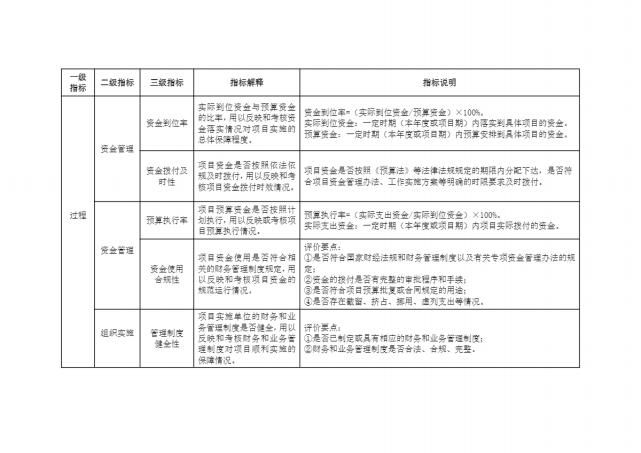 一级
指标
二级指标
三级指标
指标解释
指标说明
过程
资金管理
资金到位率
实际到位资金与预算资金
的比率，用以反映和考核资
金落实情况对项目实施的
总体保障程度。
资金到位率=（实际到位资金/预算资金）×100%。
实际到位资金：一定时期（本年度或项目期）内落实到具体项目的资金。
预算资金：一定时期（本年度或项目期）内预算安排到具体项目的资金。
资金拨付及
时性
项目资金是否按照依法依
规及时拨付，用以反映和考
核项目资金拨付时效情况。
项目资金是否按照《预算法》等法律法规规定的期限内分配下达，是否符
合项目资金管理办法、工作实施方案等明确的时限要求及时拨付。
资金管理
预算执行率
项目预算资金是否按照计
划执行，用以反映或考核项
目预算执行情况。
预算执行率=（实际支出资金/实际到位资金）×100%。
实际支出资金：一定时期（本年度或项目期）内项目实际拨付的资金。
资金使用
合规性
项目资金使用是否符合相
关的财务管理制度规定，用
以反映和考核项目资金的
规范运行情况。
评价要点：
①是否符合国家财经法规和财务管理制度以及有关专项资金管理办法的规
定；
②资金的拨付是否有完整的审批程序和手续；
③是否符合项目预算批复或合同规定的用途；
④是否存在截留、挤占、挪用、虚列支出等情况。
组织实施
管理制度
健全性
项目实施单位的财务和业
务管理制度是否健全，用以
反映和考核财务和业务管
理制度对项目顺利实施的
保障情况。
评价要点：
①是否已制定或具有相应的财务和业务管理制度；
②财务和业务管理制度是否合法、合规、完整。